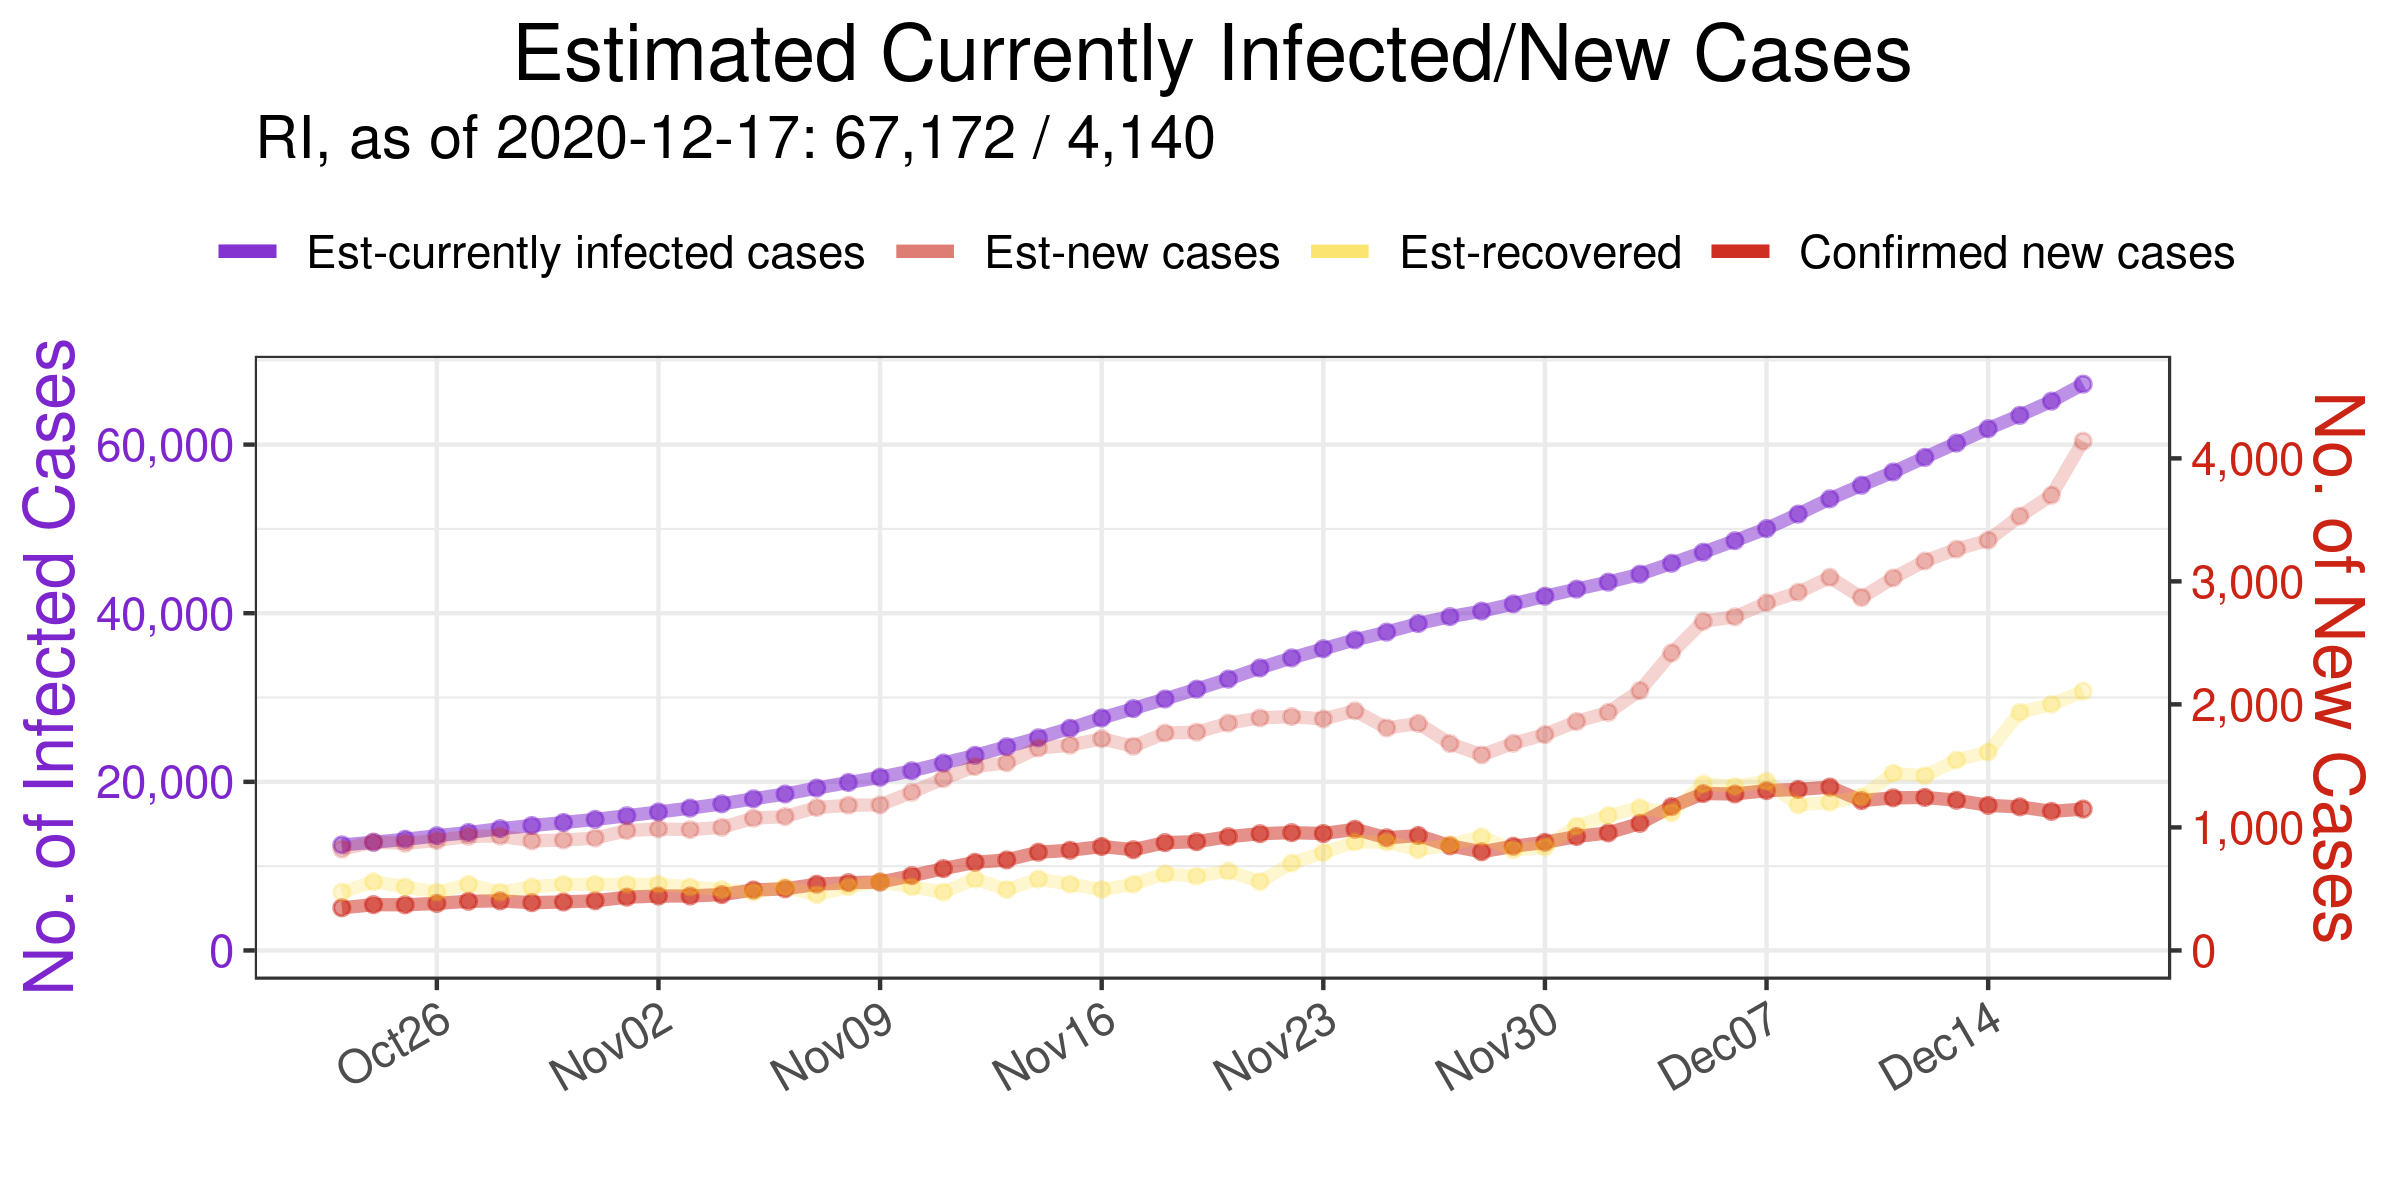 Estimated Currently Infected/New Cases
RI, as of 2020-12-17: 67,172 / 4,140
Est-currently infected cases Est-new cases Est-recovered Confirmed new cases
No. of Infected Cases
60,000
40,000
20,000
0
4,000
3,000
2,000
1,000
0
No. of New Cases
Oct26 Nov02 Nov09 Nov16 Nov23 Nov30 Dec07 Dec14